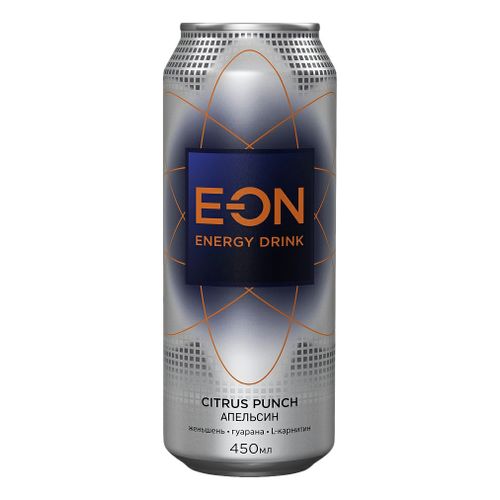 E-ON
ENERGY DRINK
CITRUS PUNCH
АПЕЛЬСИН
женьшень • гуарана • L-карнитин
450мл